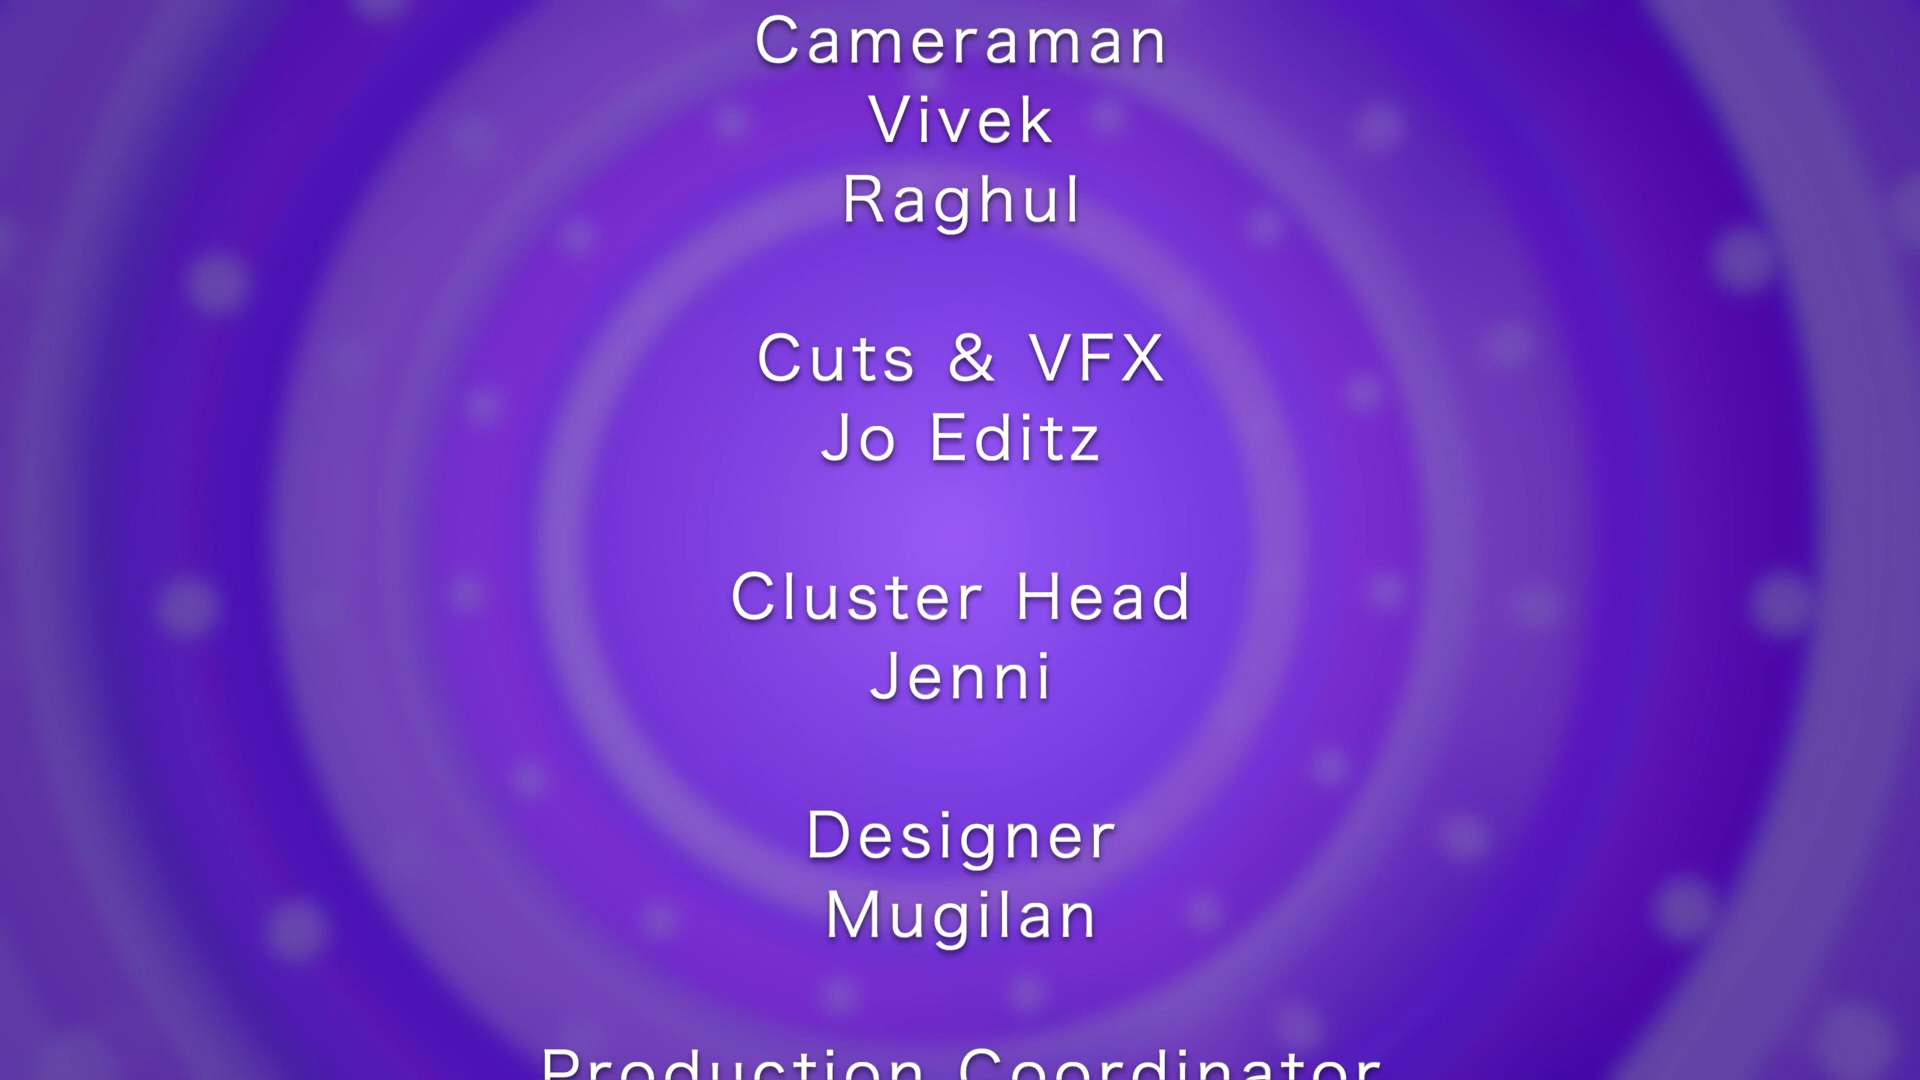 Cameraman
Vivek
Raghul
Cuts & VFX
Jo Editz
Cluster Head
Jenni
Designer
Mugilan
Production Coordinator